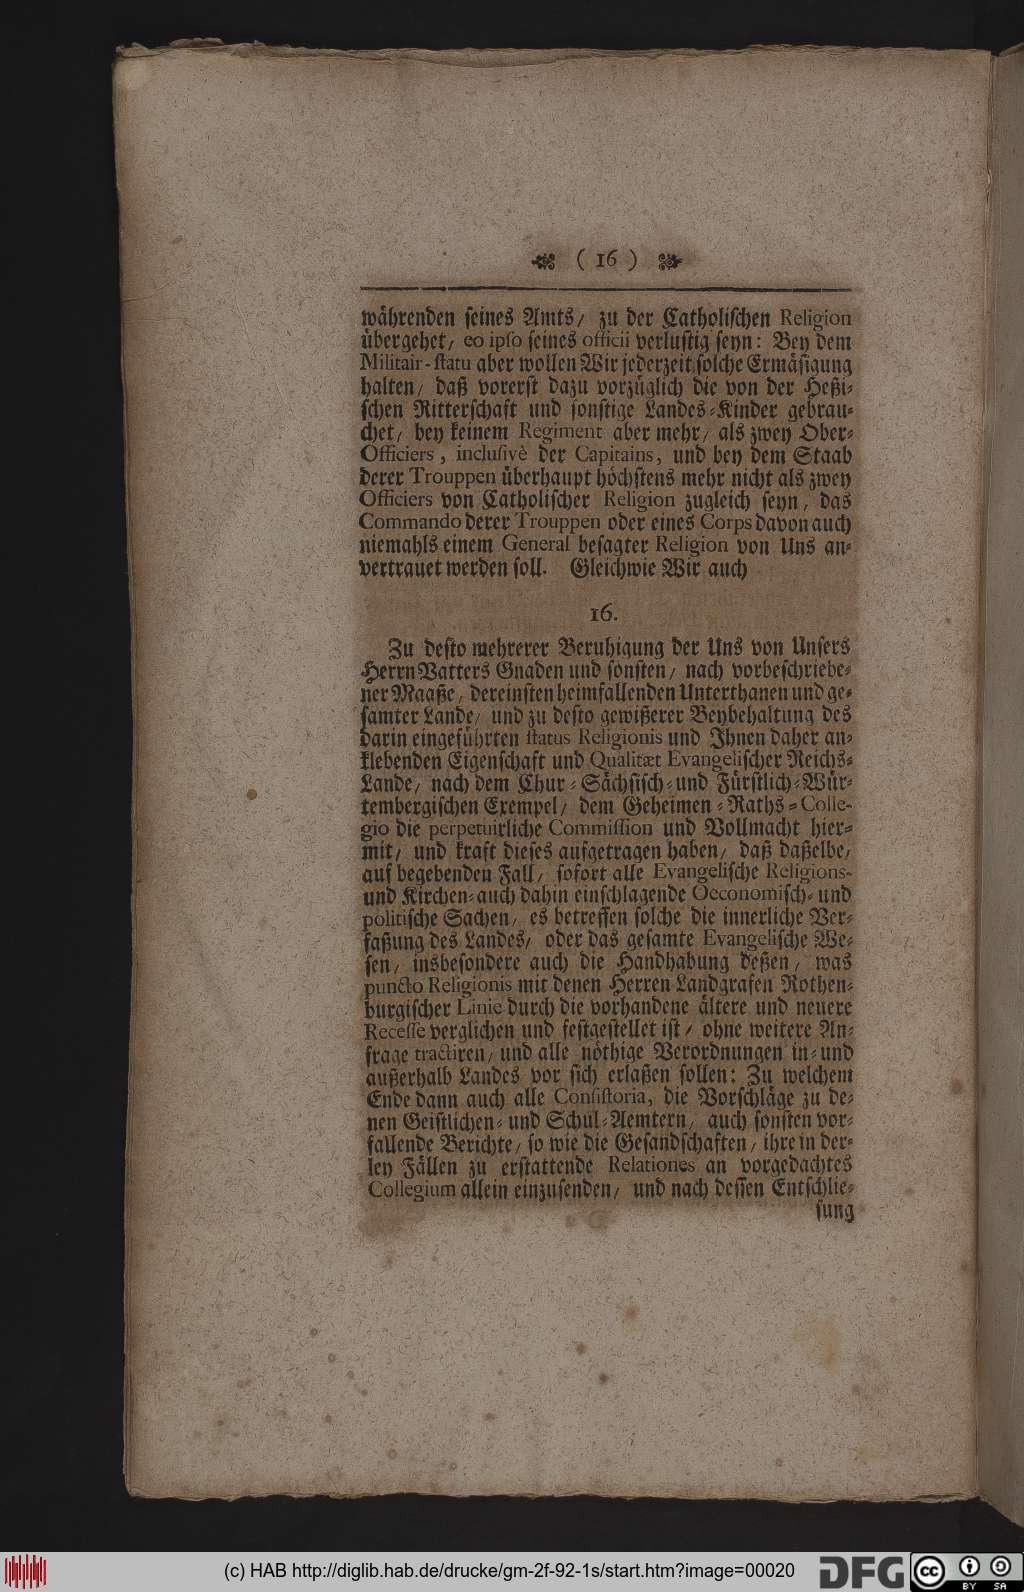 ( 16 )
währenden seines Amts, zu der Catholischen Religion
übergehet, eo ipso seines officii verlustig seyn: Bey dem
Militair-statu aber wollen Wir jederzeit solche Ermäsigung
halten, daß vorerst dazu vorzüglich die von der Heßi-
schen Ritterschaft und sonstige Landes-Kinder gebrau-
chet, bey keinem Regiment aber mehr, als zwey Ober-
Officiers, inclusivè der Capitains, und bey dem Staab
derer Trouppen überhaupt höchstens mehr nicht als zwey
Officiers von Catholischer Religion zugleich seyn, das
Commando derer Trouppen oder eines Corps davon auch
niemahls einem General besagter Religion von Uns an-
vertrauet werden soll. Gleichwie Wir auch
16.
Zu desto mehrerer Beruhigung der Uns von Unsers
Herrn Vatters Gnaden und sonsten, nach vorbeschriebe-
ner Maaße, dereinsten heimfallenden Unterthanen und ge-
samter Lande, und zu desto gewißerer Beybehaltung des
darin eingeführten status Religionis und Ihnen daher an-
klebenden Eigenschaft und Qualitæt Evangelischer Reichs-
Lande, nach dem Chur-Sächsisch- und Fürstlich-Wür-
tembergischen Exempel, dem Geheimen-Raths-Colle-
gio die perpetuirliche Commission und Vollmacht hier-
mit, und kraft dieses aufgetragen haben, daß daßelbe,
auf begebenden Fall, sofort alle Evangelische Religions-
und Kirchen- auch dahin einschlagende Oeconomisch- und
politische Sachen, es betreffen solche die innerliche Ver-
faßung des Landes, oder das gesamte Evangelische We-
sen, insbesondere auch die Handhabung deßen, was
puncto Religionis mit denen Herren Landgrafen Rothen-
burgischer Linie durch die vorhandene ältere und neuere
Recesse verglichen und festgestellet ist, ohne weitere An-
frage tractiren, und alle nöthige Verordnungen in- und
außerhalb Landes vor sich erlaßen sollen: Zu welchem
Ende dann auch alle Consistoria, die Vorschläge zu de-
nen Geistlichen- und Schul-Aemtern, auch sonsten vor-
fallende Berichte, so wie die Gesandschaften, ihre in der-
ley Fällen zu erstattende Relationes an vorgedachtes
Collegium allein einzusenden, und nach dessen Entschlie-
sung
(c) HAB http://diglib.hab.de/drucke/gm-2f-92-1s/start.htm?image=00020
DFG
cc BY SA